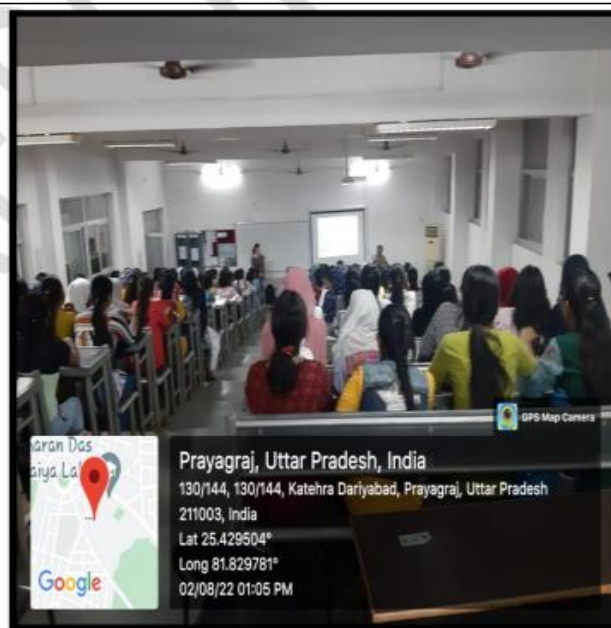 GPS Map Camera
aran Das
aiya La
Prayagraj, Uttar Pradesh, India
130/144, 130/144, Katehra Dariyabad, Prayagraj, Uttar Pradesh
211003, India
Lat 25.429504°
Long 81.829781°
02/08/22 01:05 PM
Google